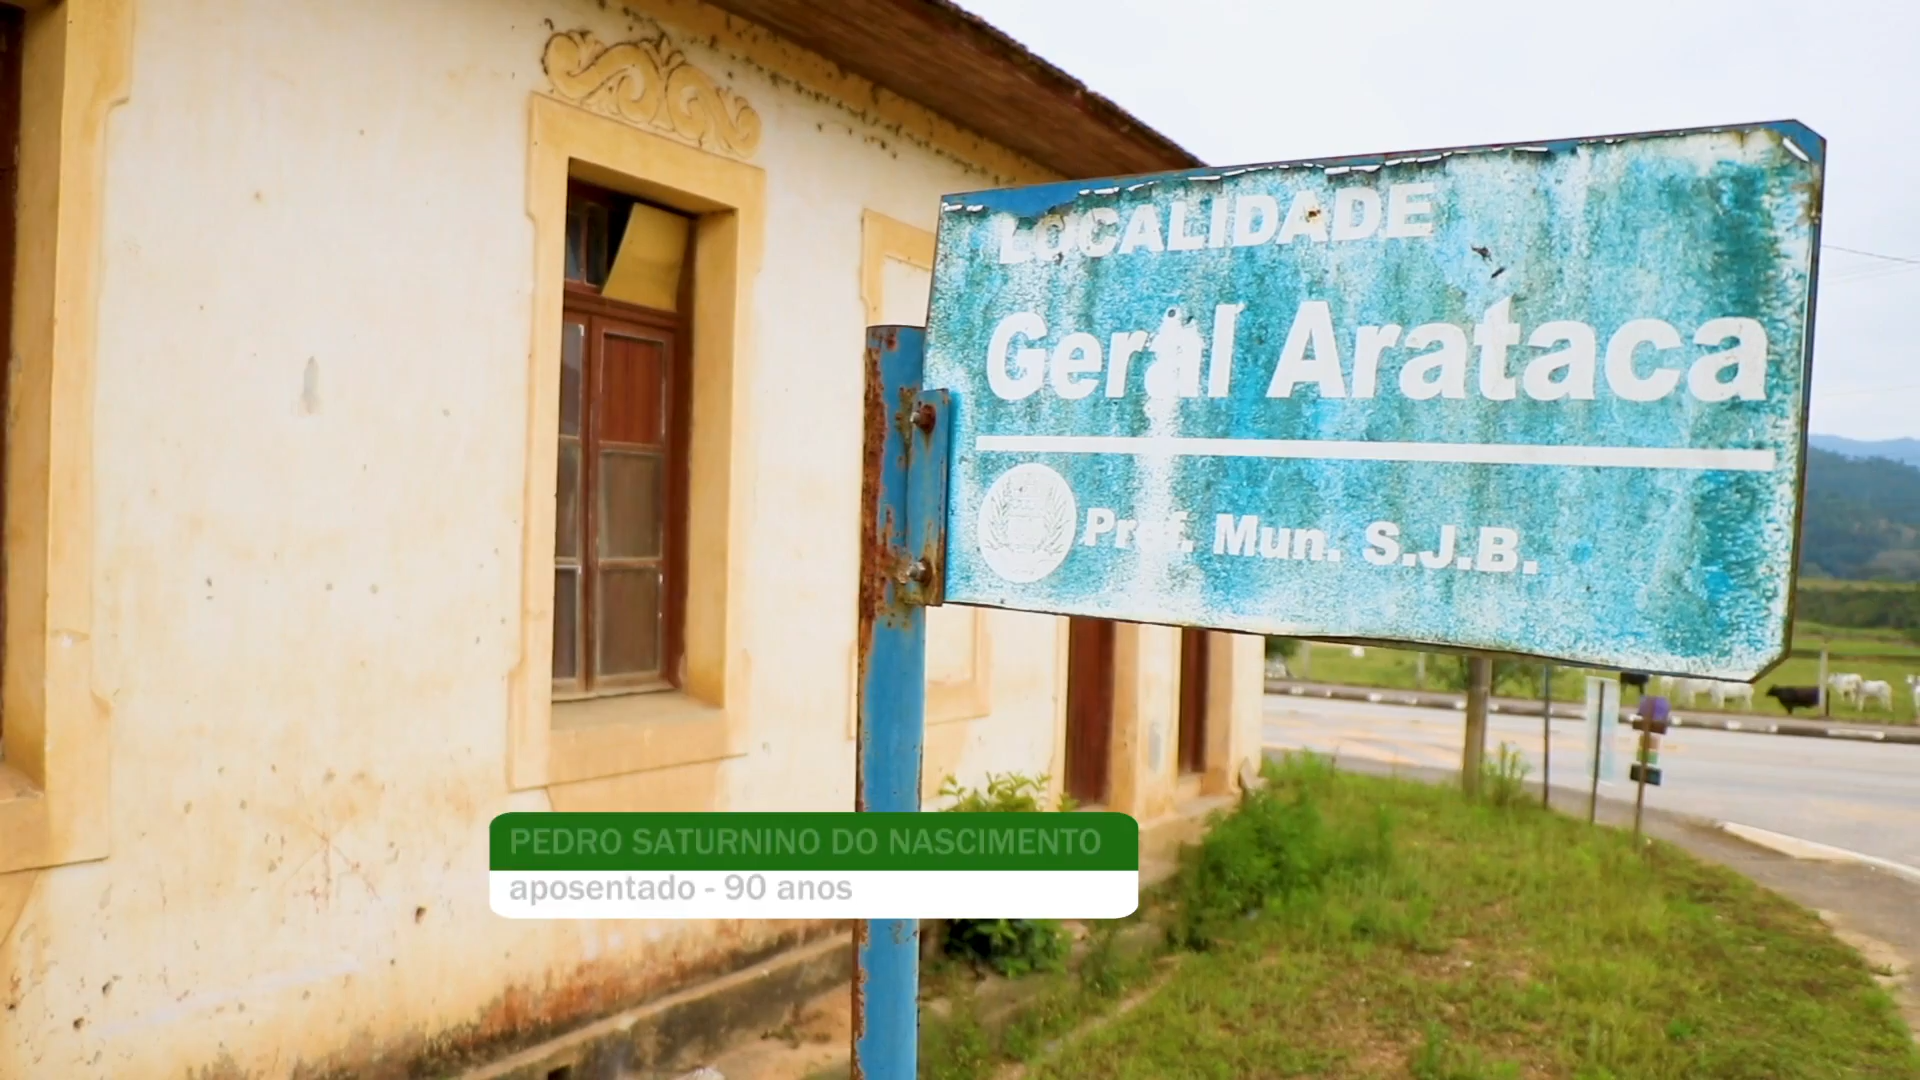 LOCALIDADE
Geral Arataca
Pref. Mun. S.J.B.
PEDRO SATURNINO DO NASCIMENTO
aposentado - 90 anos